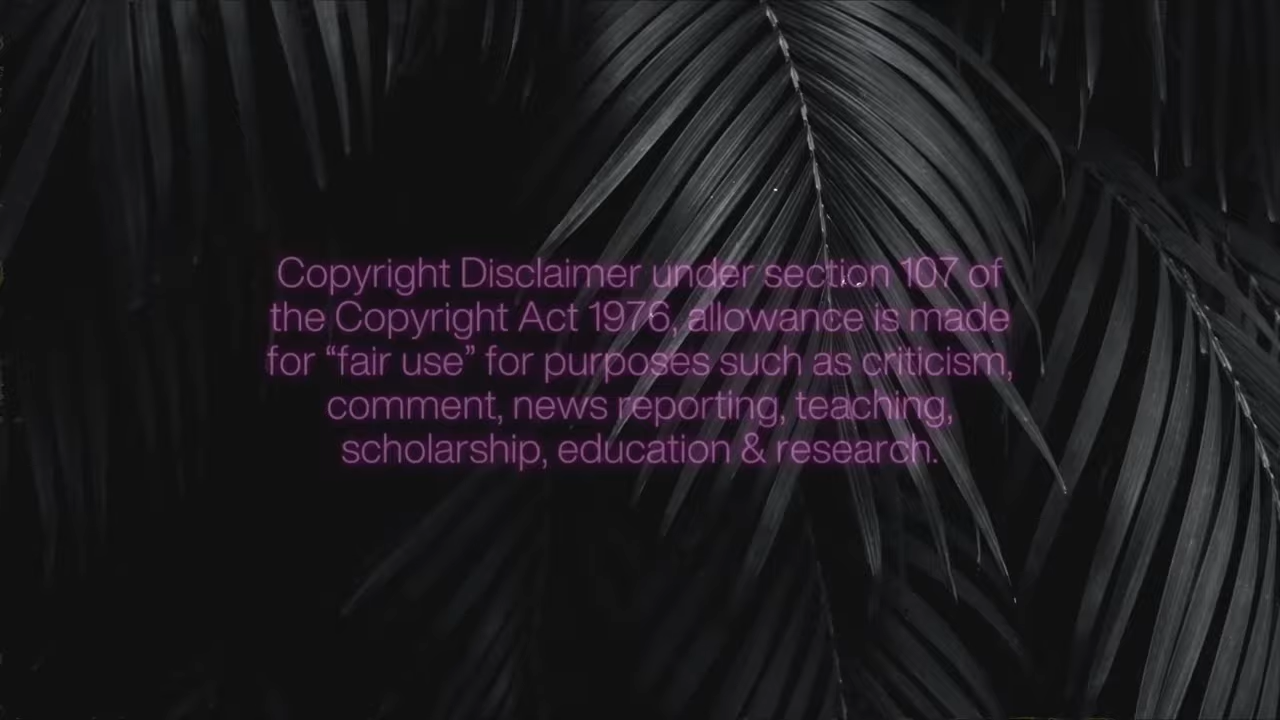 Copyright Disclaimer under section 107 of
the Copyright Act 1976, allowance is made
for “fair use” for purposes such as criticism,
comment, news reporting, teaching,
scholarship, education & research.